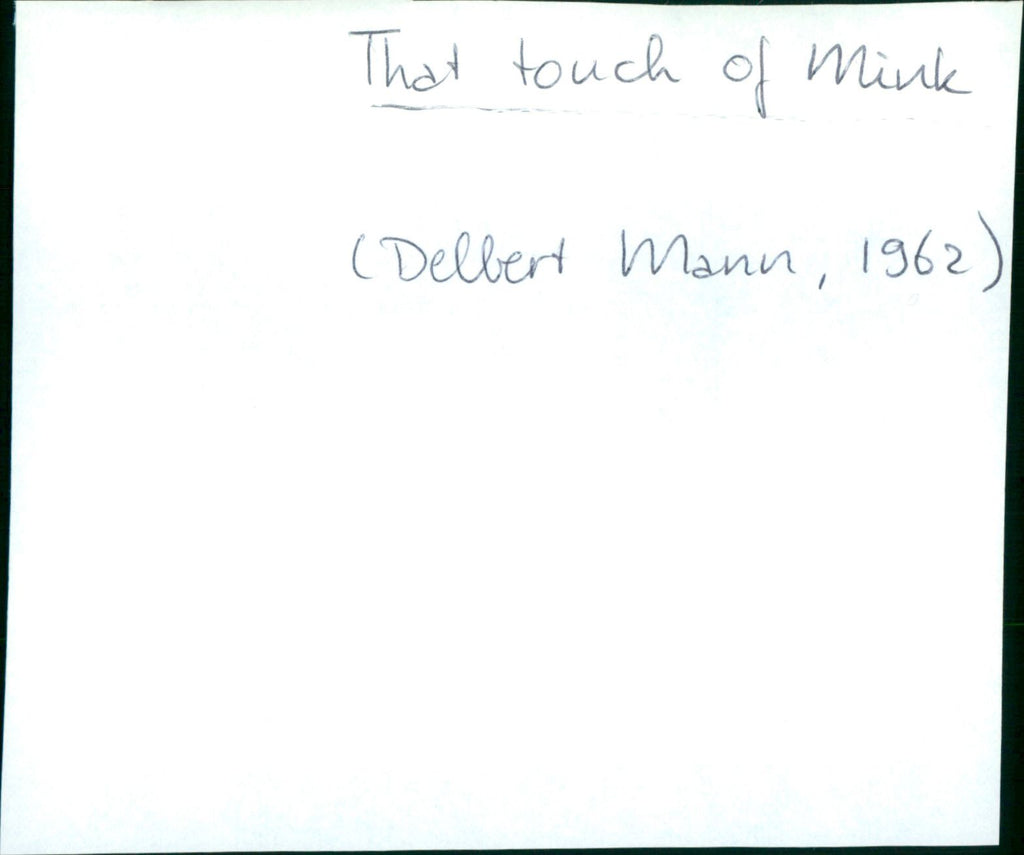 That touch of Mink
(Delbert Mann, 1962)